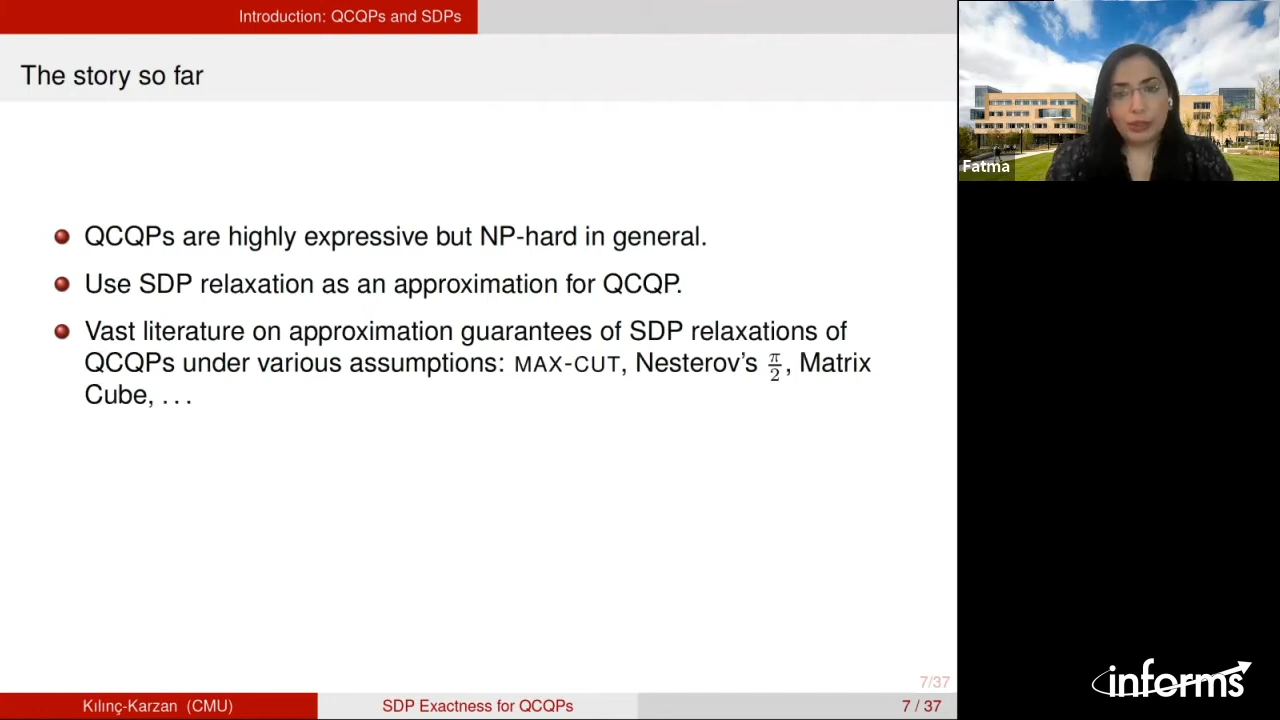 Introduction: QCQPs and SDPs
The story so far
QCQPs are highly expressive but NP-hard in general.
Use SDP relaxation as an approximation for QCQP.
Vast literature on approximation guarantees of SDP relaxations of
QCQPs under various assumptions: MAX-CUT, Nesterov's π/2, Matrix
Cube, . . .
7/37
Kılınç-Karzan (CMU)
SDP Exactness for QCQPs
7 / 37
Fatma
informs